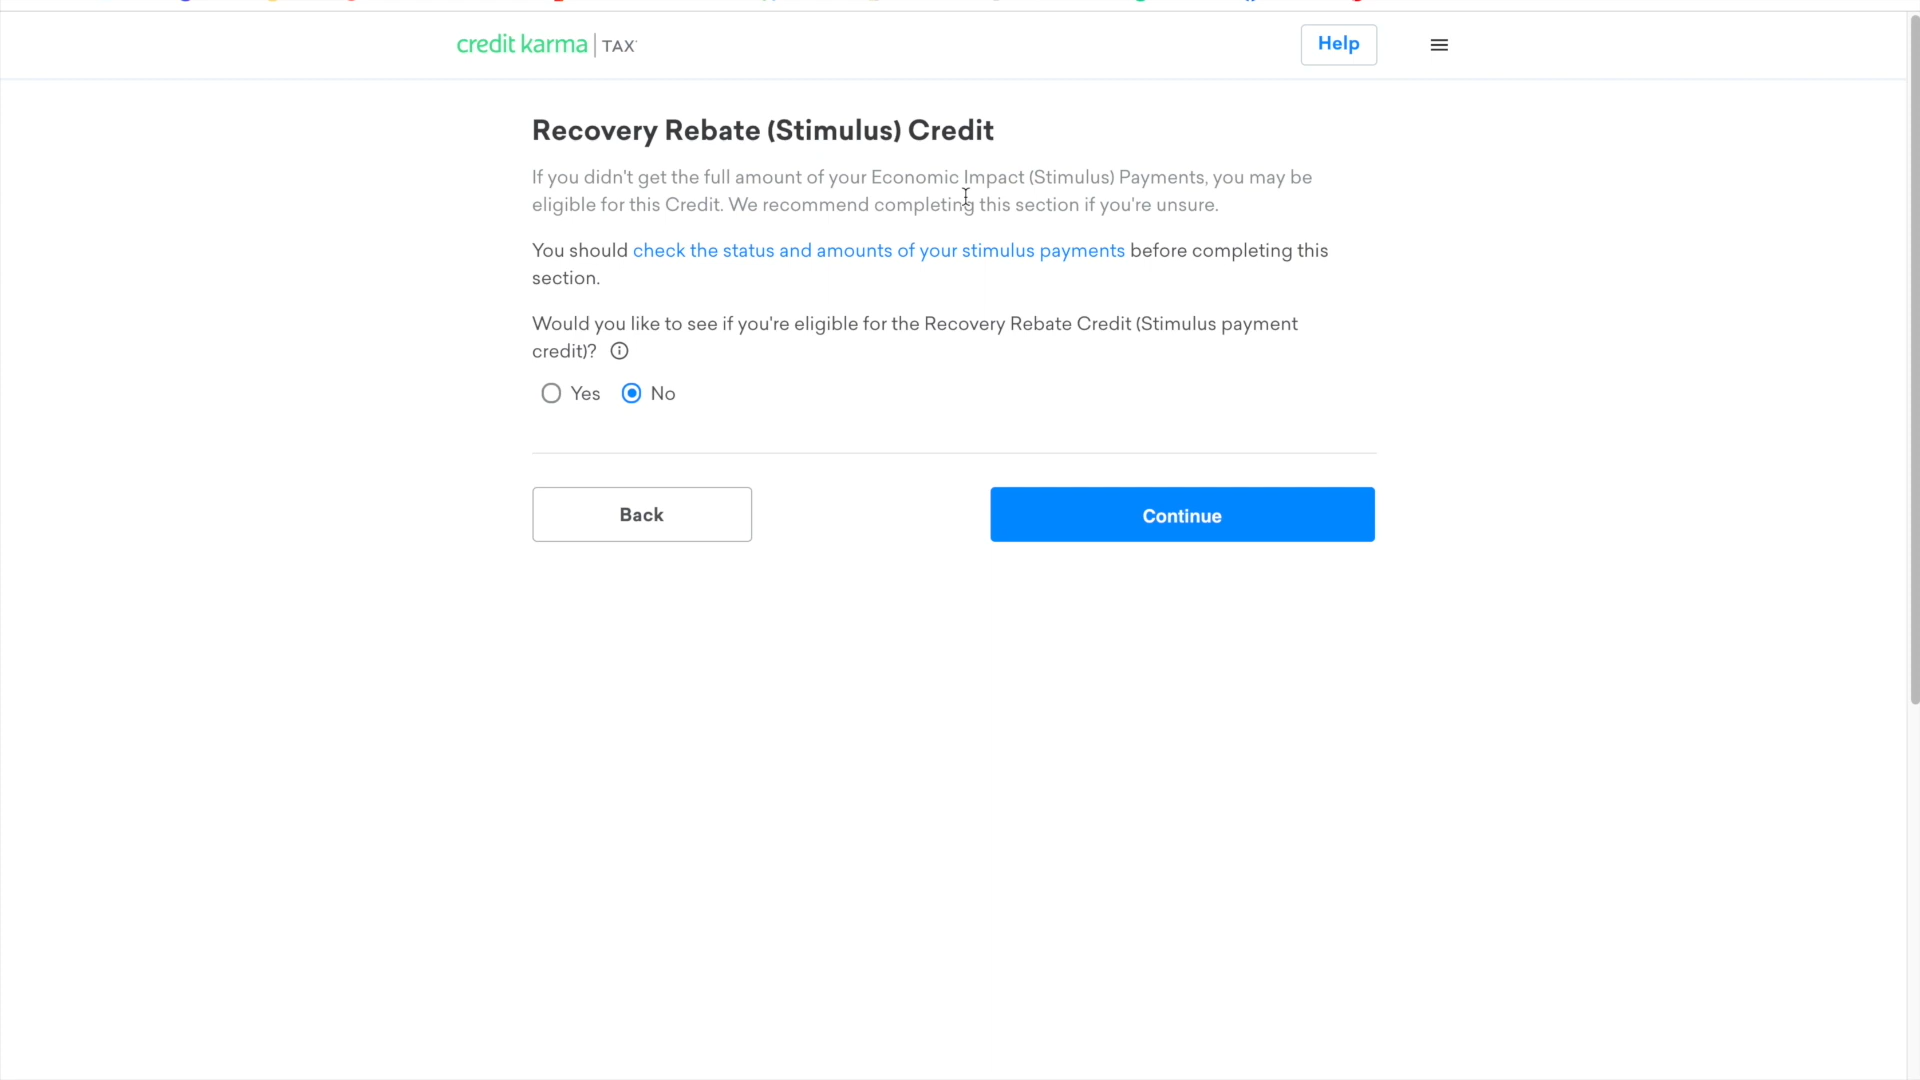 credit karma | TAX
Help
Recovery Rebate (Stimulus) Credit
If you didn't get the full amount of your Economic Impact (Stimulus) Payments, you may be
eligible for this Credit. We recommend completing this section if you're unsure.
You should check the status and amounts of your stimulus payments before completing this
section.
Would you like to see if you're eligible for the Recovery Rebate Credit (Stimulus payment
credit)?
Yes No
Back Continue